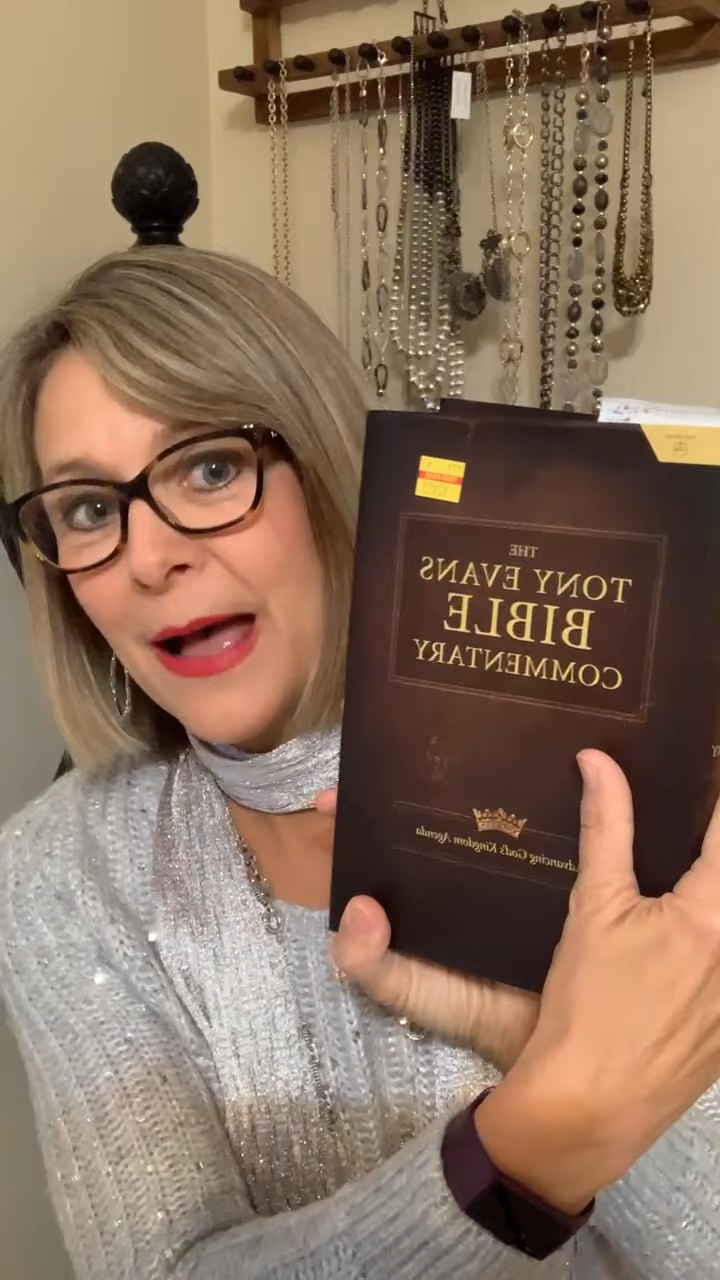 THE
TONY EVANS
BIBLE
COMMENTARY
Advancing God's Kingdom Agenda